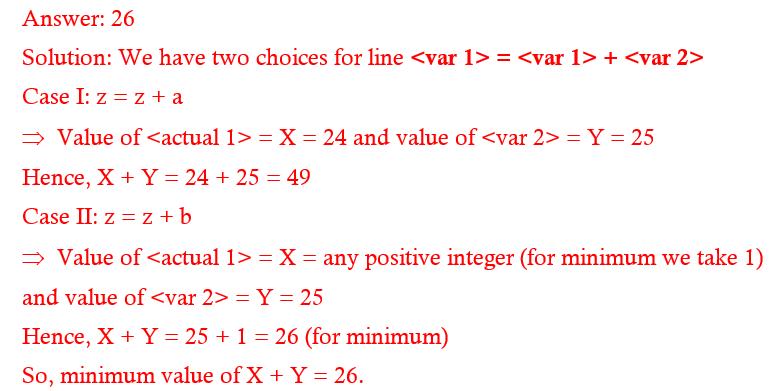 Answer: 26
Solution: We have two choices for line <var 1> = <var 1> + <var 2>
Case I: z = z + a
⇒ Value of <actual 1> = X = 24 and value of <var 2> = Y = 25
Hence, X + Y = 24 + 25 = 49
Case II: z = z + b
⇒ Value of <actual 1> = X = any positive integer (for minimum we take 1)
and value of <var 2> = Y = 25
Hence, X + Y = 25 + 1 = 26 (for minimum)
So, minimum value of X + Y = 26.